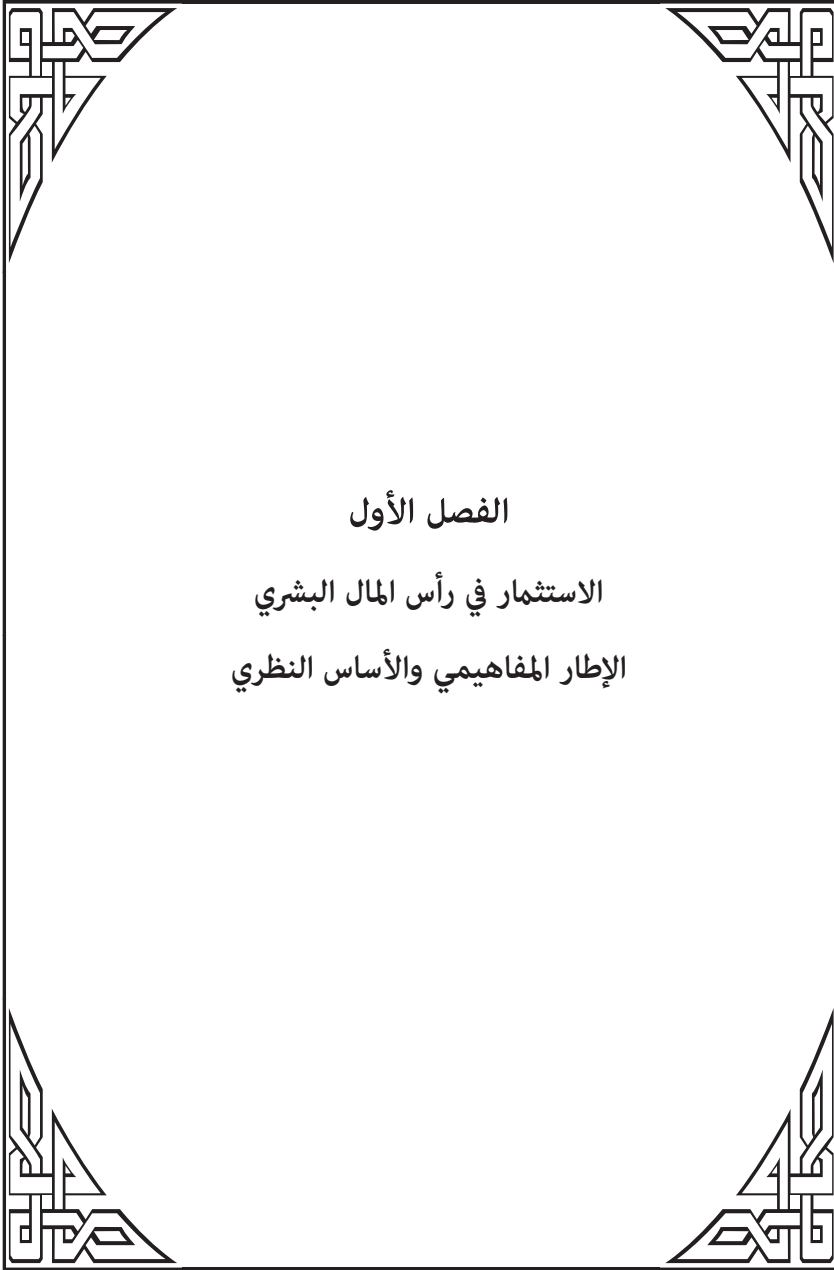 الفصل الأول
الاستثمار في رأس المال البشري
الإطار المفاهيمي والأساس النظري